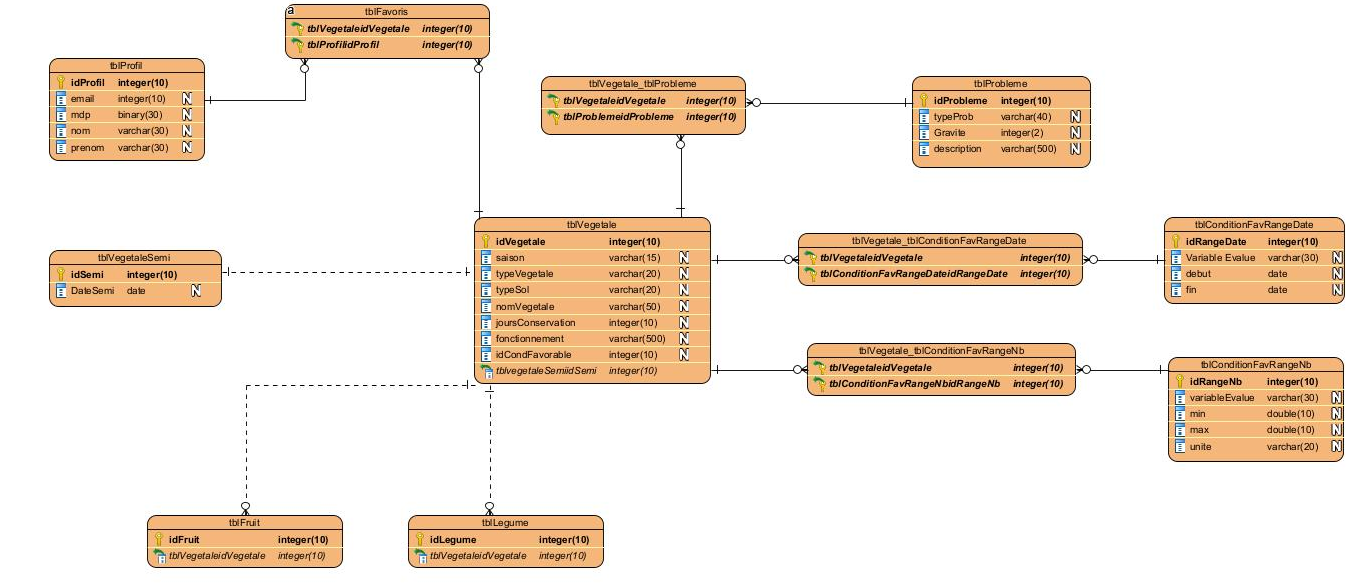 a
tblFavoris
tblVegetaleidVegetale integer(10)
tblProfilidProfil integer(10)
tblProfil
idProfil integer(10)
email integer(10) N
mdp binary(30) N
nom varchar(30) N
prenom varchar(30) N
tblVegetale_tblProbleme
tblVegetaleidVegetale integer(10)
tblProblemeidProbleme integer(10)
tblProbleme
idProbleme integer(10)
typeProb varchar(40) N
Gravite integer(2) N
description varchar(500) N
tblVegetaleSemi
idSemi integer(10)
DateSemi date N
tblVegetale
idVegetale integer(10)
saison varchar(15) N
typeVegetale varchar(20) N
typeSol varchar(20) N
nomVegetale varchar(50) N
joursConservation integer(10) N
fonctionnement varchar(500) N
idCondFavorable integer(10) N
tblvegetaleSemiidSemi integer(10)
tblVegetale_tblConditionFavRangeDate
tblVegetaleidVegetale integer(10)
tblConditionFavRangeDateidRangeDate integer(10)
tblConditionFavRangeDate
idRangeDate integer(10)
Variable Evalue varchar(30) N
debut date N
fin date N
tblVegetale_tblConditionFavRangeNb
tblVegetaleidVegetale integer(10)
tblConditionFavRangeNbidRangeNb integer(10)
tblConditionFavRangeNb
idRangeNb integer(10)
variableEvalue varchar(30) N
min double(10) N
max double(10) N
unite varchar(20) N
tblFruit
idFruit integer(10)
tblVegetaleidVegetale integer(10)
tblLegume
idLegume integer(10)
tblVegetaleidVegetale integer(10)